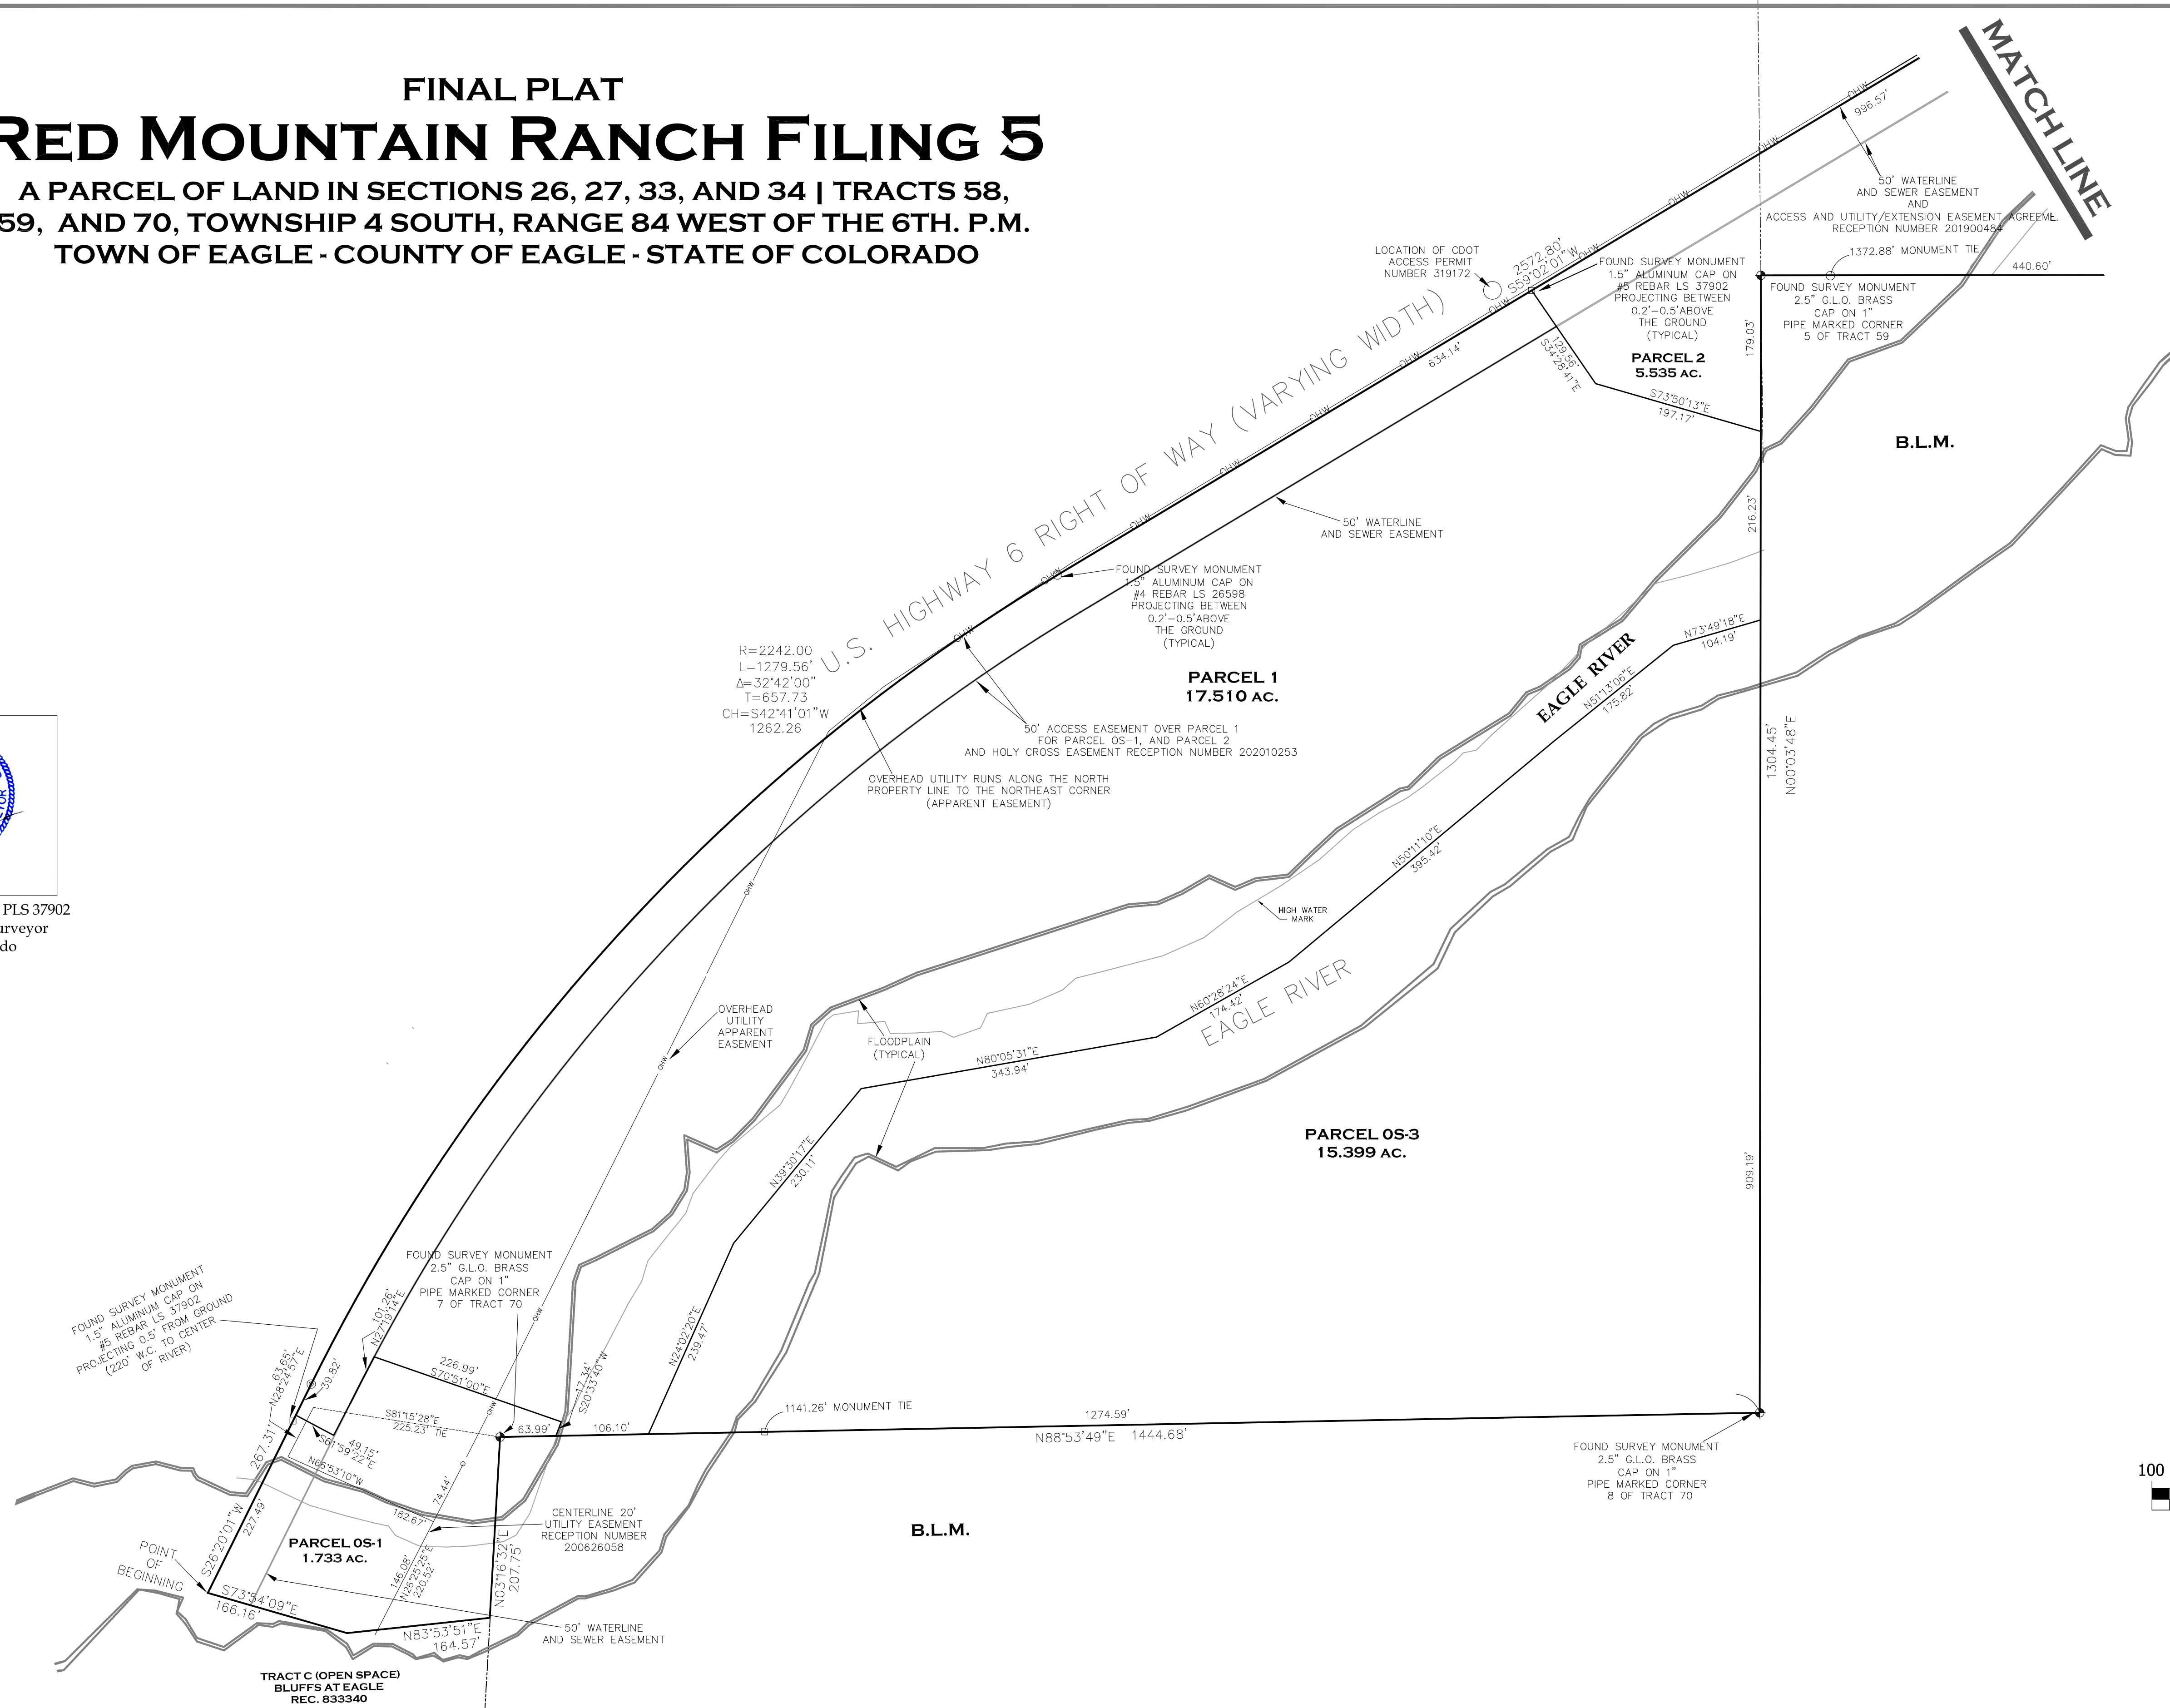 FINAL PLAT
RED MOUNTAIN RANCH FILING 5
A PARCEL OF LAND IN SECTIONS 26, 27, 33, AND 34 | TRACTS 58,
59, AND 70, TOWNSHIP 4 SOUTH, RANGE 84 WEST OF THE 6TH. P.M.
TOWN OF EAGLE - COUNTY OF EAGLE - STATE OF COLORADO
MATCH LINE
OHW
996.57'
50' WATERLINE
AND SEWER EASEMENT
AND
ACCESS AND UTILITY/EXTENSION EASEMENT AGREEME
RECEPTION NUMBER 201900484
1372.88' MONUMENT TIE
440.60'
OHW
OHW
OHW
LOCATION OF CDOT
ACCESS PERMIT
NUMBER 319172
2572.80'
S59°02'01"W
FOUND SURVEY MONUMENT
1.5" ALUMINUM CAP ON
#5 REBAR LS 37902
PROJECTING BETWEEN
0.2'-0.5'ABOVE
THE GROUND
(TYPICAL)
FOUND SURVEY MONUMENT
2.5" G.L.O. BRASS
CAP ON 1"
PIPE MARKED CORNER
5 OF TRACT 59
179.03'
PARCEL 2
5.535 AC.
129.56'
S34°28'41"E
S73°50'13"E
197.17'
B.L.M.
OHW
OHW
634.14'
OHW
OHW
OHW
U.S. HIGHWAY 6 RIGHT OF WAY (VARYING WIDTH)
50' WATERLINE
AND SEWER EASEMENT
216.23'
OHW
FOUND SURVEY MONUMENT
1.5" ALUMINUM CAP ON
#4 REBAR LS 26598
PROJECTING BETWEEN
0.2'-0.5'ABOVE
THE GROUND
(TYPICAL)
OHW
R=2242.00
L=1279.56'
Δ=32°42'00"
T=657.73
CH=S42°41'01"W
1262.26
PARCEL 1
17.510 AC.
EAGLE RIVER
N73°49'18"E
104.19'
N51°13'06"E
175.82'
50' ACCESS EASEMENT OVER PARCEL 1
FOR PARCEL OS-1, AND PARCEL 2
AND HOLY CROSS EASEMENT RECEPTION NUMBER 202010253
1304.45'
N00°03'48"E
OVERHEAD UTILITY RUNS ALONG THE NORTH
PROPERTY LINE TO THE NORTHEAST CORNER
(APPARENT EASEMENT)
N50°11'10"E
395.42'
OHW
PLS 37902
urveyor
do
HIGH WATER
MARK
N60°28'24"E
174.42'
EAGLE RIVER
OVERHEAD
UTILITY
APPARENT
EASEMENT
OHW
FLOODPLAIN
(TYPICAL)
N80°05'31"E
343.94'
PARCEL OS-3
15.399 AC.
909.19'
N39°30'17"E
230.11'
FOUND SURVEY MONUMENT
2.5" G.L.O. BRASS
CAP ON 1"
PIPE MARKED CORNER
7 OF TRACT 70
OHW
FOUND SURVEY MONUMENT
1.5" ALUMINUM CAP ON
#5 REBAR LS 37902
PROJECTING 0.5' FROM GROUND
(220' W.C. TO CENTER
OF RIVER)
101.26'
N27°19'14"E
N24°02'20"E
239.47'
63.65'
N28°24'57"E
39.82'
226.99'
S70°51'00"E
17.34'
S20°33'40"W
OHW
S81°15'28"E
225.23' TIE
63.99'
106.10'
1141.26' MONUMENT TIE
1274.59'
N88°53'49"E 1444.68'
267.31'
49.15'
S61°59'22"E
N66°53'10"W
FOUND SURVEY MONUMENT
2.5" G.L.O. BRASS
CAP ON 1"
PIPE MARKED CORNER
8 OF TRACT 70
100
74.44'
182.67'
S26°20'01"W
227.49'
CENTERLINE 20'
UTILITY EASEMENT
RECEPTION NUMBER
200626058
B.L.M.
PARCEL OS-1
1.733 AC.
POINT
OF
BEGINNING
146.08'
N26°25'25"E
220.52'
N03°16'32"E
207.75'
S73°54'09"E
166.16'
N83°53'51"E
164.57'
50' WATERLINE
AND SEWER EASEMENT
TRACT C (OPEN SPACE)
BLUFFS AT EAGLE
REC. 833340